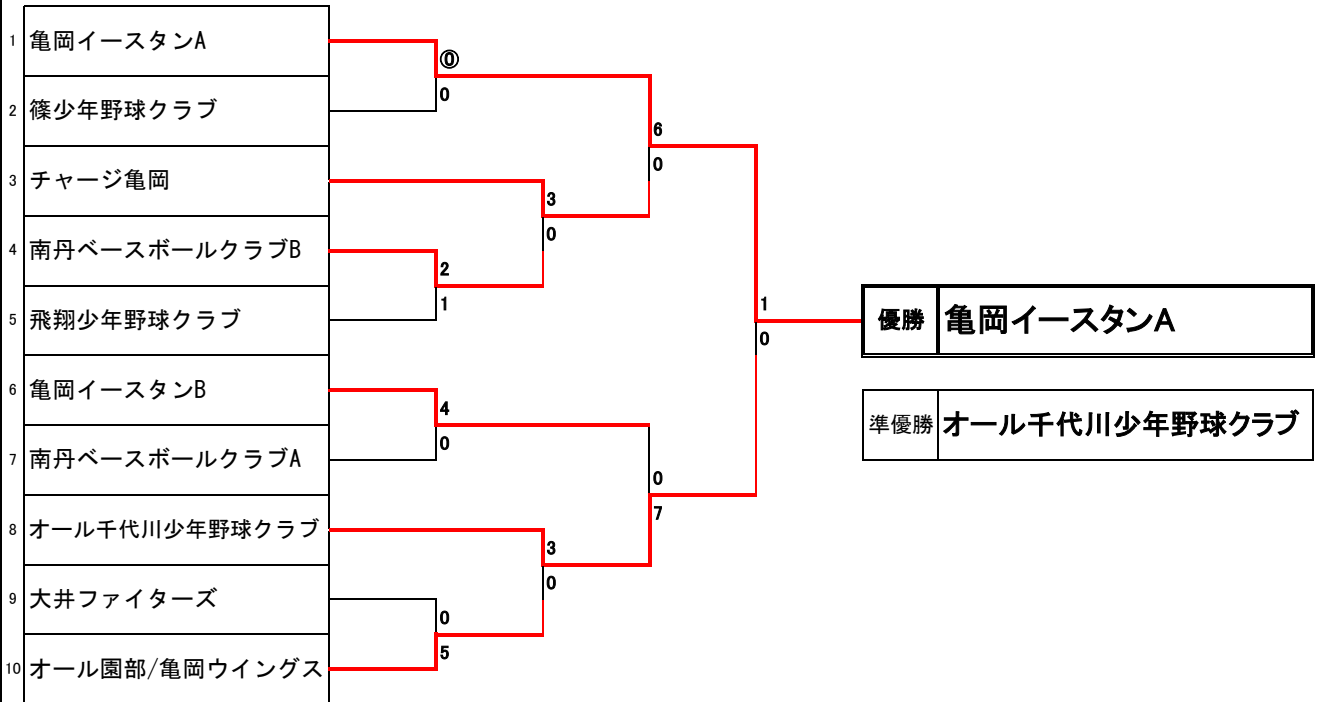 1 亀岡イースタンA
⓪
0
2 篠少年野球クラブ
6
0
3 チャージ亀岡
3
0
4 南丹ベースボールクラブB
2
1
5 飛翔少年野球クラブ
1
0
優勝 亀岡イースタンA
6 亀岡イースタンB
4
0
準優勝 オール千代川少年野球クラブ
7 南丹ベースボールクラブA
0
7
8 オール千代川少年野球クラブ
3
0
9 大井ファイターズ
0
5
10 オール園部/亀岡ウイングス